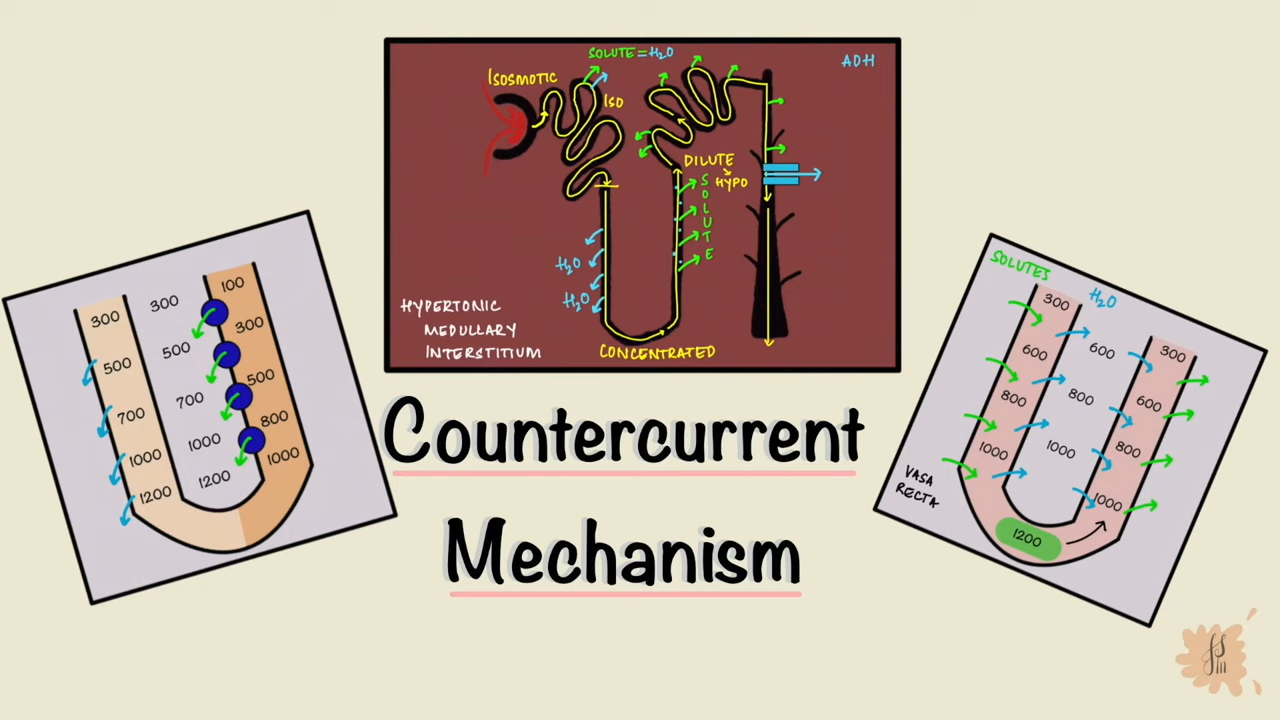 SOLUTE = H₂O
ADH
ISOSMOTIC
ISO
DILUTE
HYPO
SOLUTE
H₂O
H₂O
HYPERTONIC
MEDULLARY
INTERSTITIUM
CONCENTRATED
300
500
700
1000
1200
300
500
700
1000
1200
100
300
500
800
1000
Countercurrent
Mechanism
SOLUTES
H₂O
300
600
800
1000
600
800
1000
300
600
800
1000
1200
VASA
RECTA